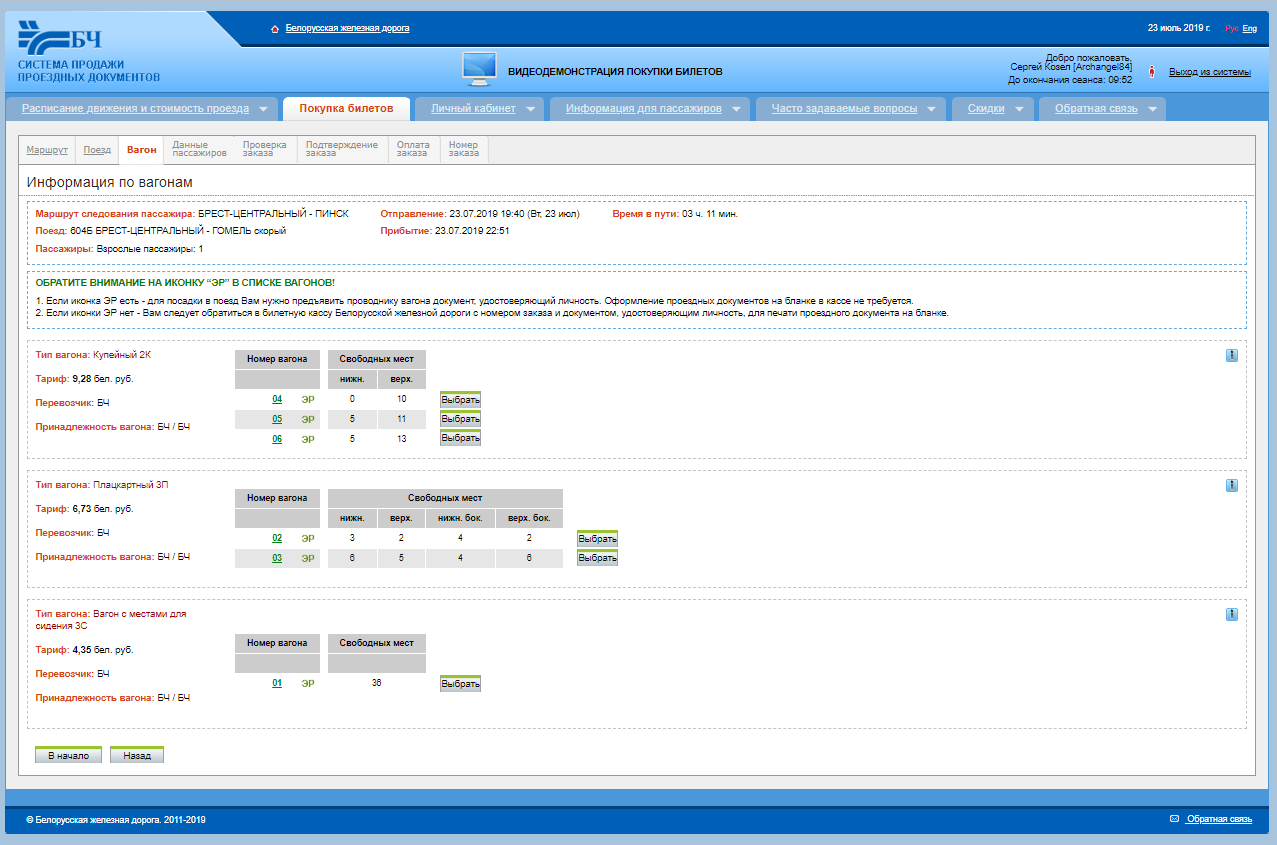 БЧ
СИСТЕМА ПРОДАЖИ
ПРОЕЗДНЫХ ДОКУМЕНТОВ
Белорусская железная дорога
23 июль 2019 г. Рус Eng
ВИДЕОДЕМОНСТРАЦИЯ ПОКУПКИ БИЛЕТОВ
Добро пожаловать,
Сергей Козел [Archangel84]
До окончания сеанса: 09:52
Выход из системы
Расписание движения и стоимость проезда Покупка билетов Личный кабинет Информация для пассажиров Часто задаваемые вопросы Скидки Обратная связь
Маршрут Поезд Вагон Данные пассажиров Проверка заказа Подтверждение заказа Оплата заказа Номер заказа
Информация по вагонам
Маршрут следования пассажира: БРЕСТ-ЦЕНТРАЛЬНЫЙ - ПИНСК Отправление: 23.07.2019 19:40 (Вт, 23 июл) Время в пути: 03 ч. 11 мин.
Поезд: 604Б БРЕСТ-ЦЕНТРАЛЬНЫЙ - ГОМЕЛЬ скорый Прибытие: 23.07.2019 22:51
Пассажиры: Взрослые пассажиры: 1
ОБРАТИТЕ ВНИМАНИЕ НА ИКОНКУ “ЭР” В СПИСКЕ ВАГОНОВ!
1. Если иконка ЭР есть - для посадки в поезд Вам нужно предъявить проводнику вагона документ, удостоверяющий личность. Оформление проездных документов на бланке в кассе не требуется.
2. Если иконки ЭР нет - Вам следует обратиться в билетную кассу Белорусской железной дороги с номером заказа и документом, удостоверяющим личность, для печати проездного документа на бланке.
Тип вагона: Купейный 2К
Тариф: 9,28 бел. руб.
Перевозчик: БЧ
Принадлежность вагона: БЧ / БЧ
Номер вагона Свободных мест
нижн. верх.
04 ЭР 0 10 Выбрать
05 ЭР 5 11 Выбрать
06 ЭР 5 13 Выбрать
Тип вагона: Плацкартный 3П
Тариф: 6,73 бел. руб.
Перевозчик: БЧ
Принадлежность вагона: БЧ / БЧ
Номер вагона Свободных мест
нижн. верх. нижн. бок. верх. бок.
02 ЭР 3 2 4 2 Выбрать
03 ЭР 6 5 4 6 Выбрать
Тип вагона: Вагон с местами для
сидения 3С
Тариф: 4,35 бел. руб.
Перевозчик: БЧ
Принадлежность вагона: БЧ / БЧ
Номер вагона Свободных мест
01 ЭР 36 Выбрать
В начало Назад
© Белорусская железная дорога. 2011-2019
Обратная связь